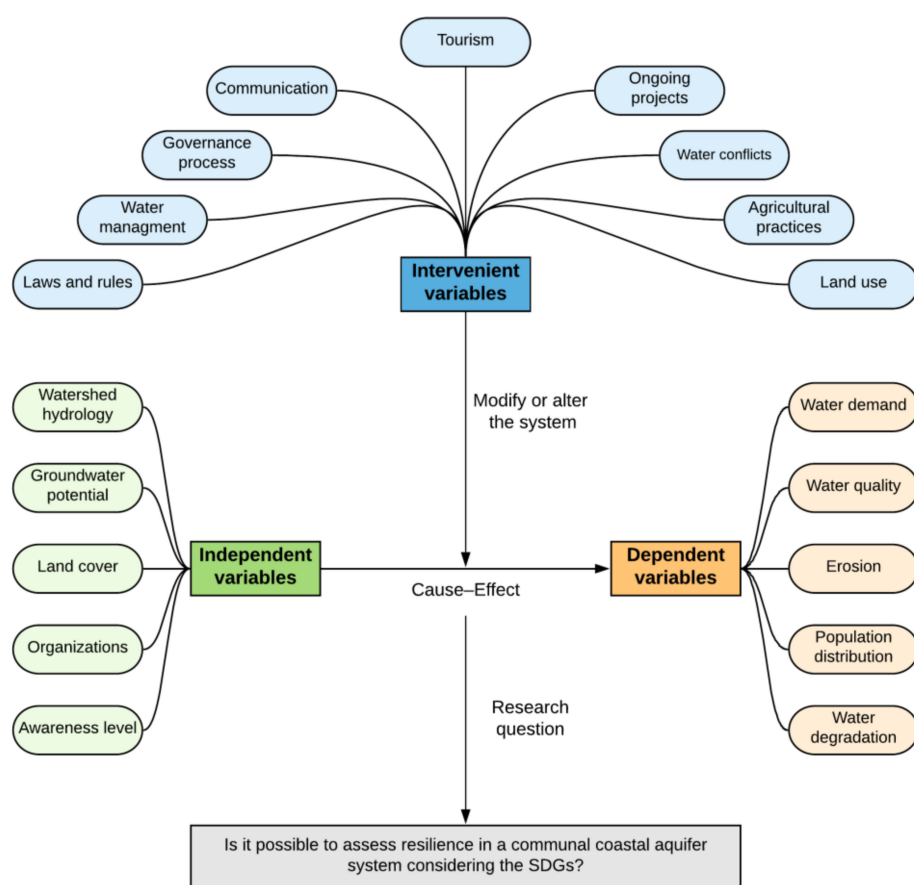 Tourism
Communication
Ongoing
projects
Governance
process
Water conflicts
Water
managment
Agricultural
practices
Laws and rules
Intervenient
variables
Land use
Watershed
hydrology
Modify or alter
the system
Water demand
Groundwater
potential
Water quality
Land cover
Independent
variables
Cause–Effect
Dependent
variables
Erosion
Organizations
Population
distribution
Awareness level
Research
question
Water
degradation
Is it possible to assess resilience in a communal coastal aquifer
system considering the SDGs?